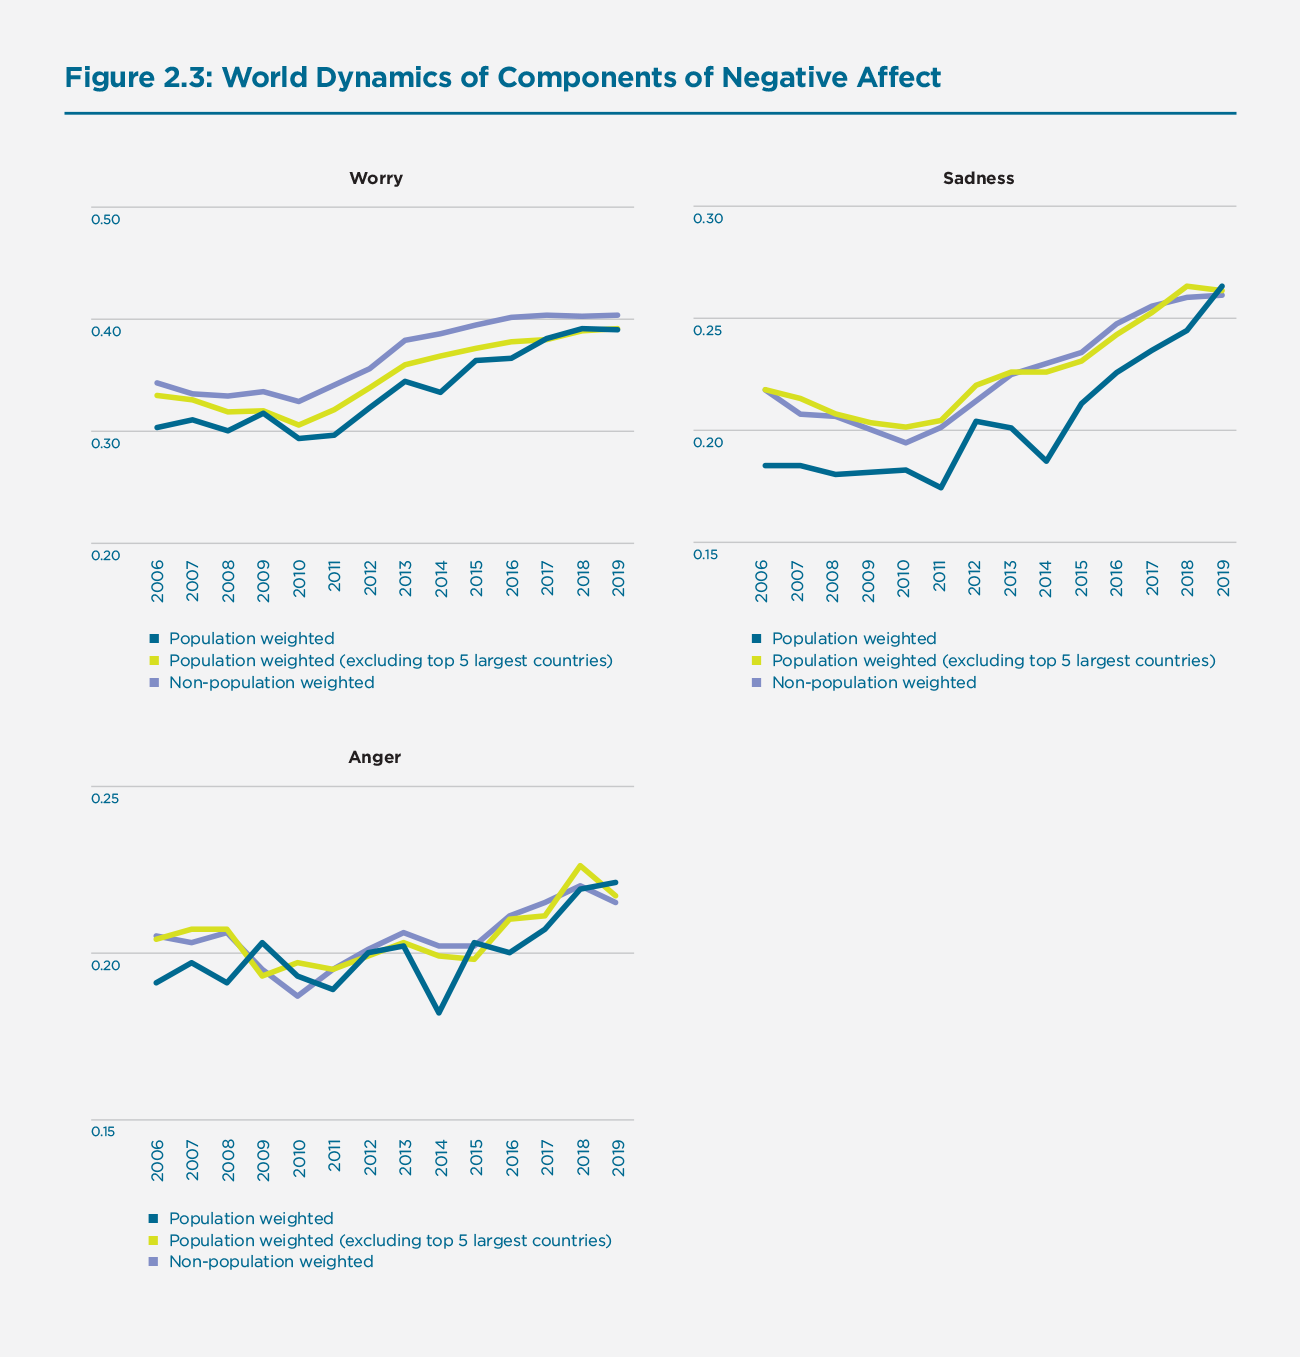 Figure 2.3: World Dynamics of Components of Negative Affect
Worry
0.50
0.40
0.30
0.20
2006 2007 2008 2009 2010 2011 2012 2013 2014 2015 2016 2017 2018 2019
Population weighted
Population weighted (excluding top 5 largest countries)
Non-population weighted
Sadness
0.30
0.25
0.20
0.15
2006 2007 2008 2009 2010 2011 2012 2013 2014 2015 2016 2017 2018 2019
Population weighted
Population weighted (excluding top 5 largest countries)
Non-population weighted
Anger
0.25
0.20
0.15
2006 2007 2008 2009 2010 2011 2012 2013 2014 2015 2016 2017 2018 2019
Population weighted
Population weighted (excluding top 5 largest countries)
Non-population weighted